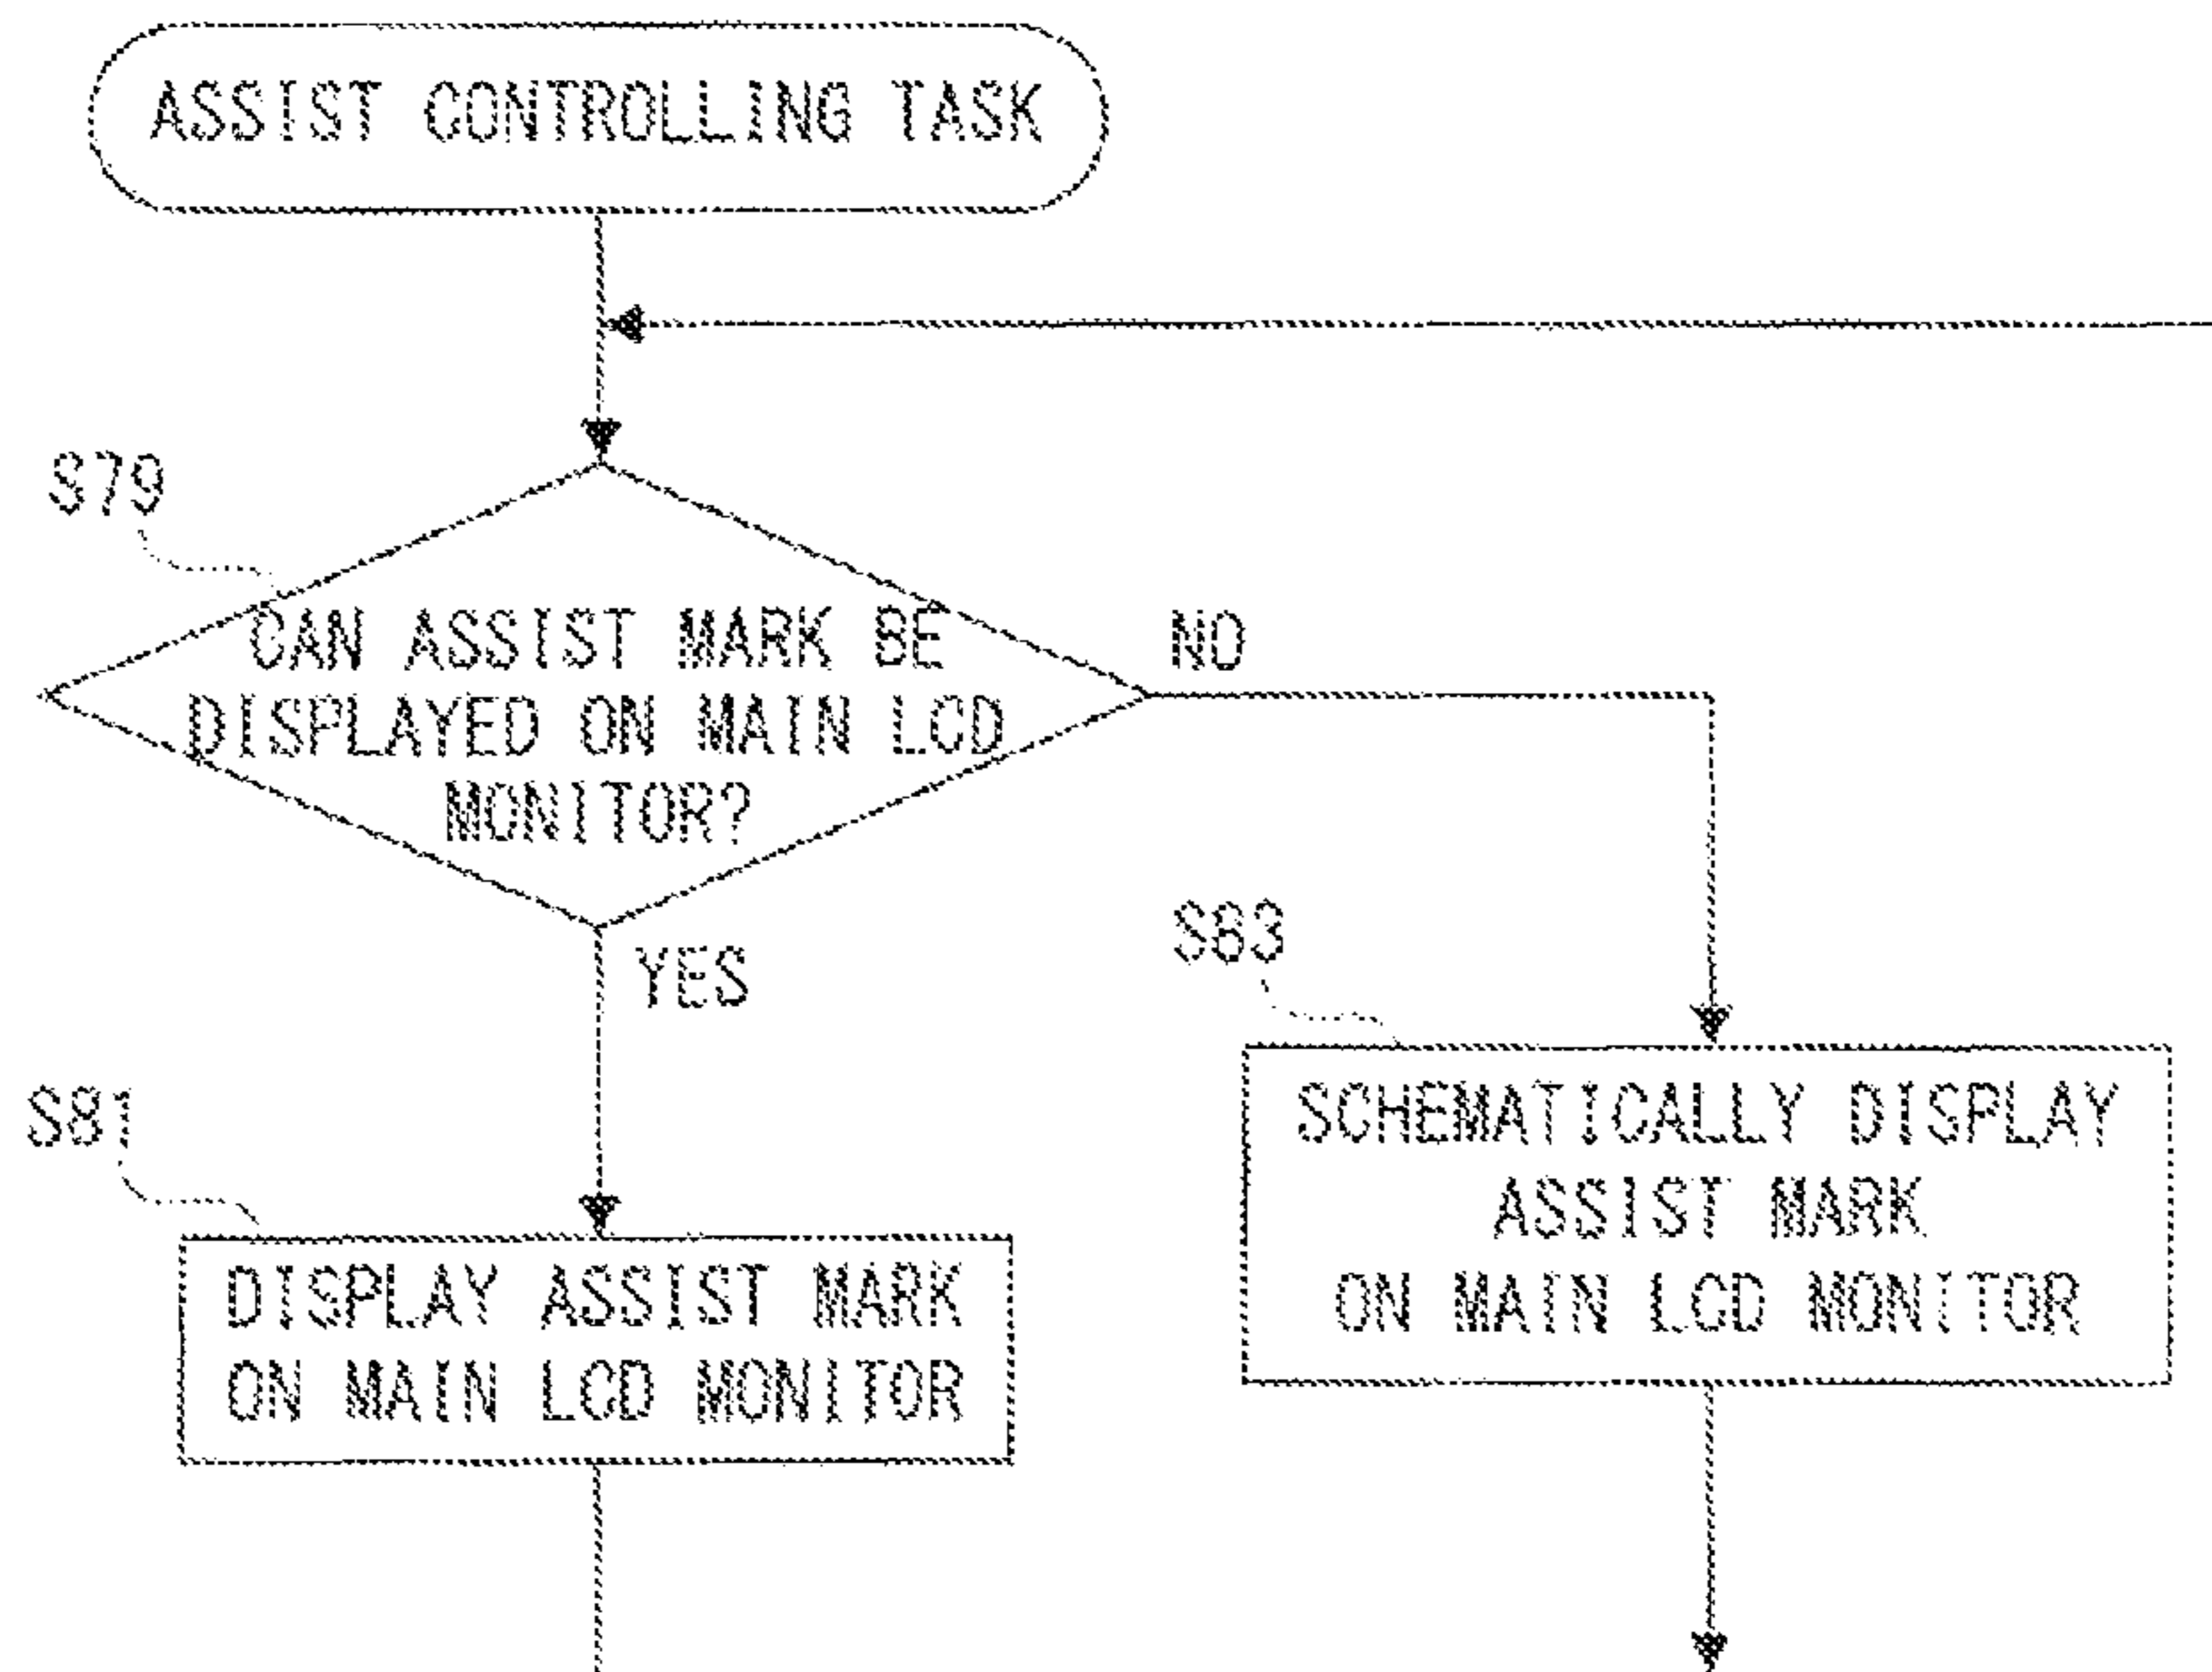 ASSIST CONTROLLING TASK
S79
CAN ASSIST MARK BE
DISPLAYED ON MAIN LCD
MONITOR?
NO
YES
S83
SCHEMATICALLY DISPLAY
ASSIST MARK
ON MAIN LCD MONITOR
S81
DISPLAY ASSIST MARK
ON MAIN LCD MONITOR